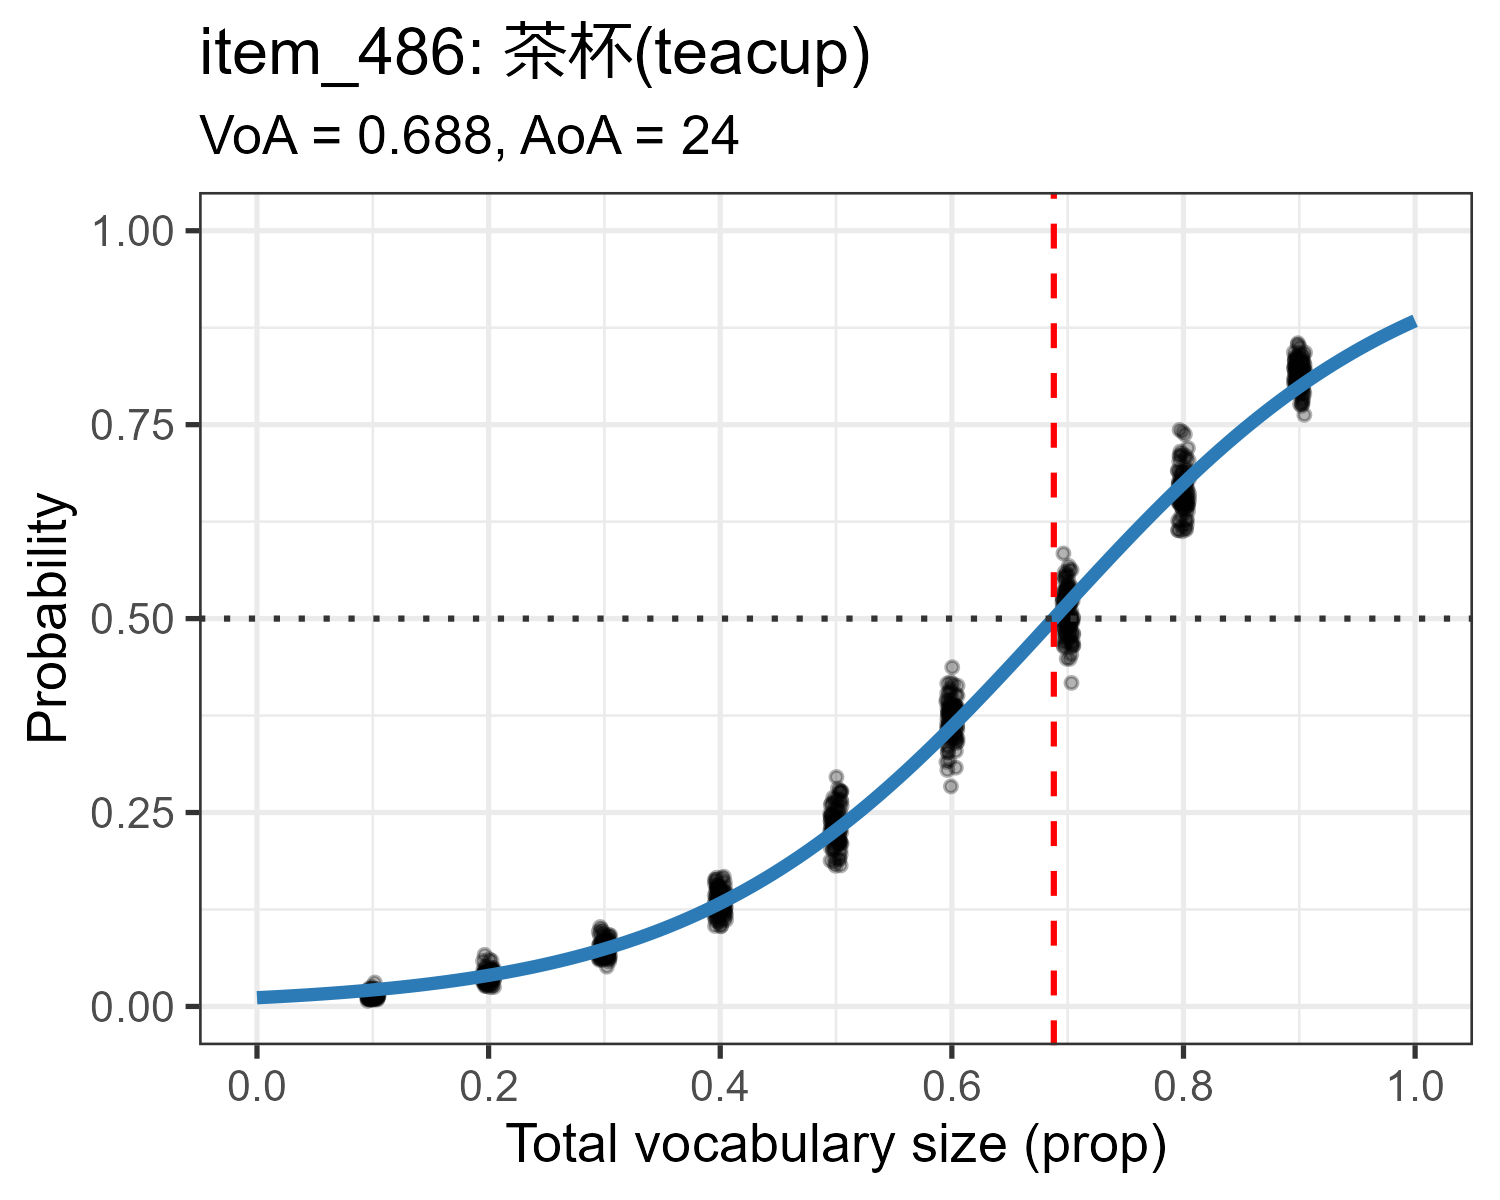 item_486: 茶杯(teacup)
VoA = 0.688, AoA = 24
1.00
0.75
0.50
0.25
0.00
Probability
0.0 0.2 0.4 0.6 0.8 1.0
Total vocabulary size (prop)